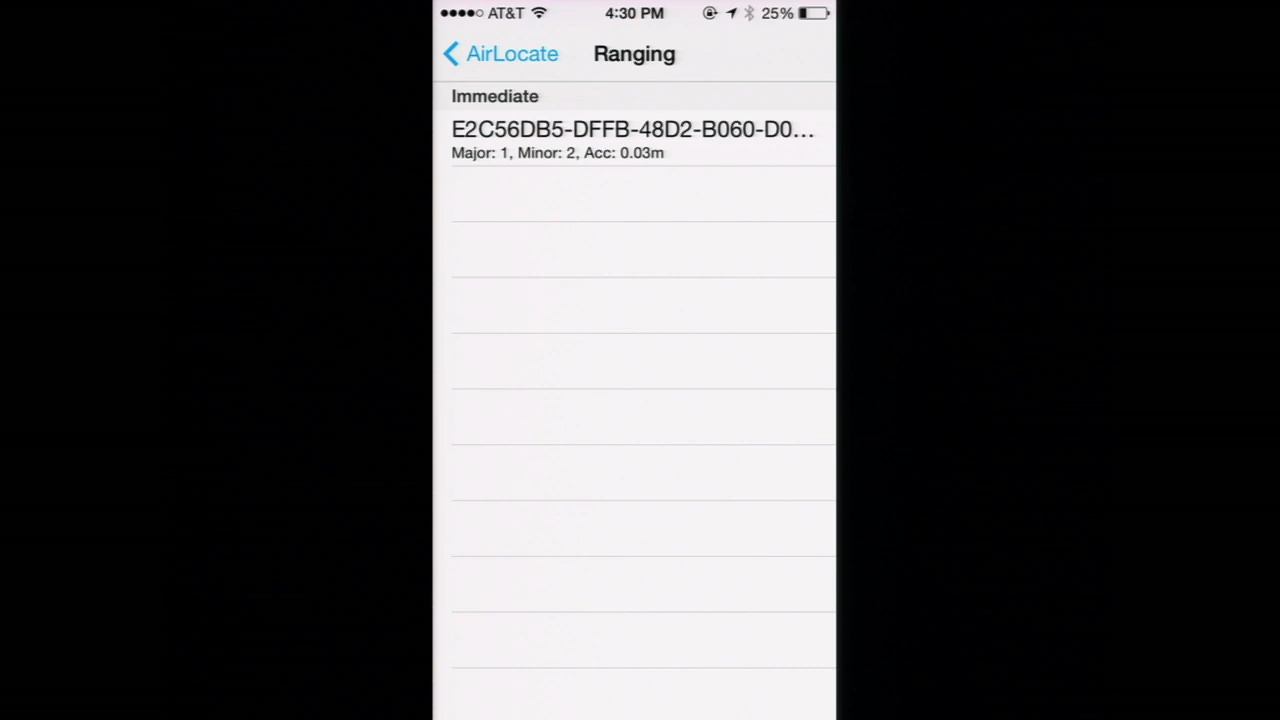 AT&T 4:30 PM 25%
AirLocate Ranging
Immediate
E2C56DB5-DFFB-48D2-B060-D0...
Major: 1, Minor: 2, Acc: 0.03m